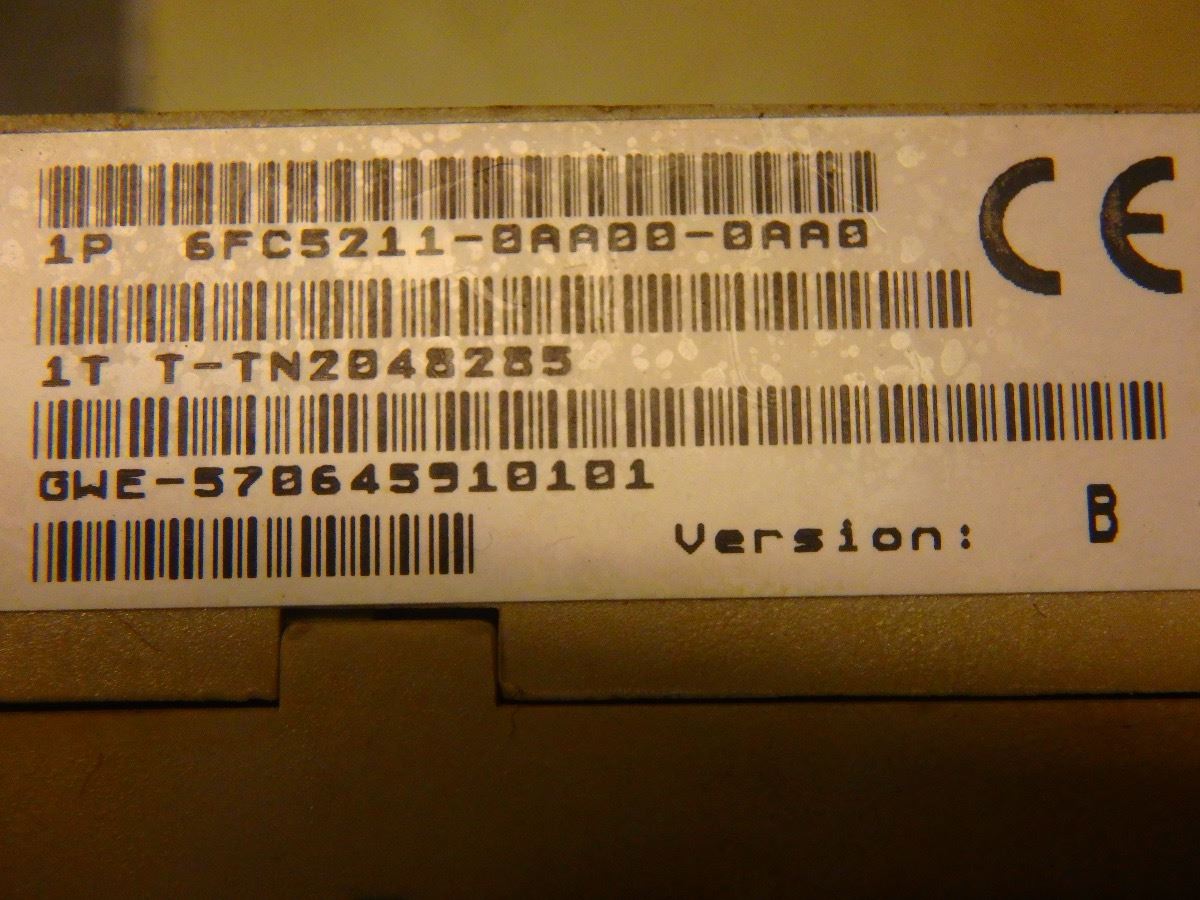 1P 6FC5211-0AA00-0AA0
CE
1T T-TN2048285
GWE-570645910101
Version: B